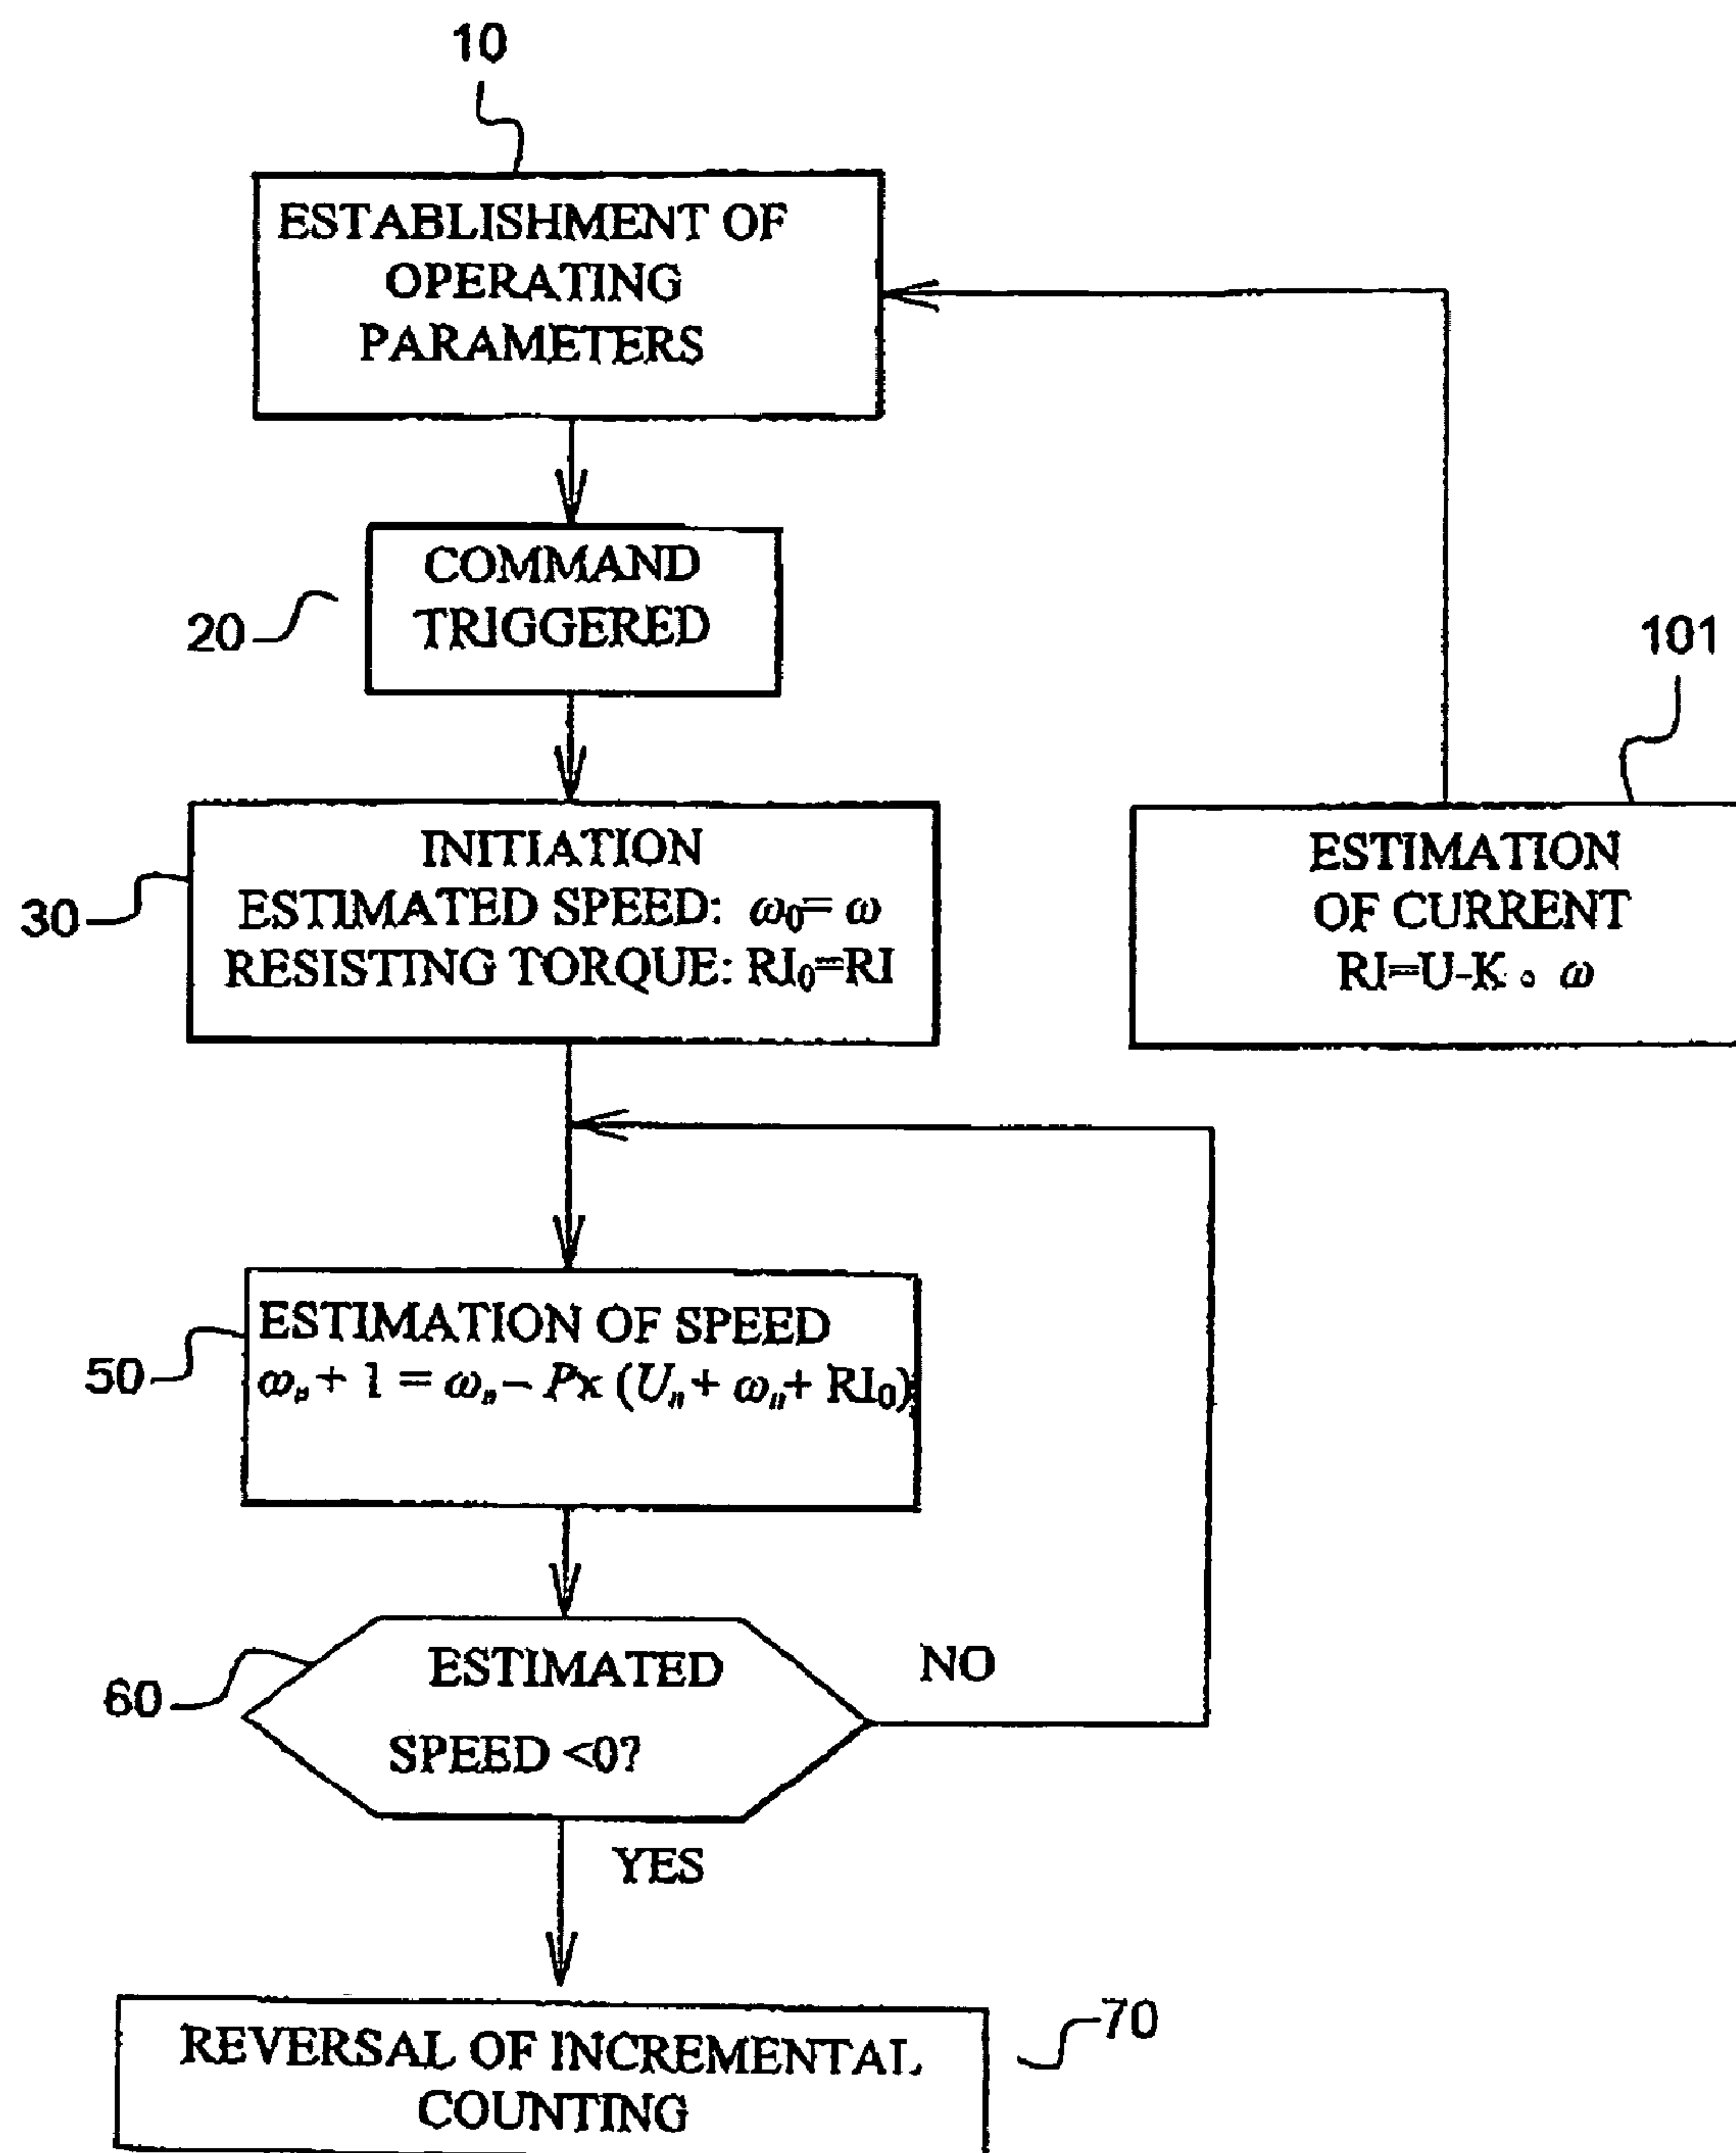 10
ESTABLISHMENT OF
OPERATING
PARAMETERS
COMMAND
TRIGGERED
20
101
INITIATION
ESTIMATED SPEED: ω₀= ω
RESISTING TORQUE: RI₀=RI
30
ESTIMATION
OF CURRENT
RI=U-K ∘ ω
ESTIMATION OF SPEED
ωₙ + 1 = ωₙ – Px (Uₙ + ωₙ + RI₀)
50
ESTIMATED
SPEED <0?
60
NO
YES
REVERSAL OF INCREMENTAL
COUNTING
70